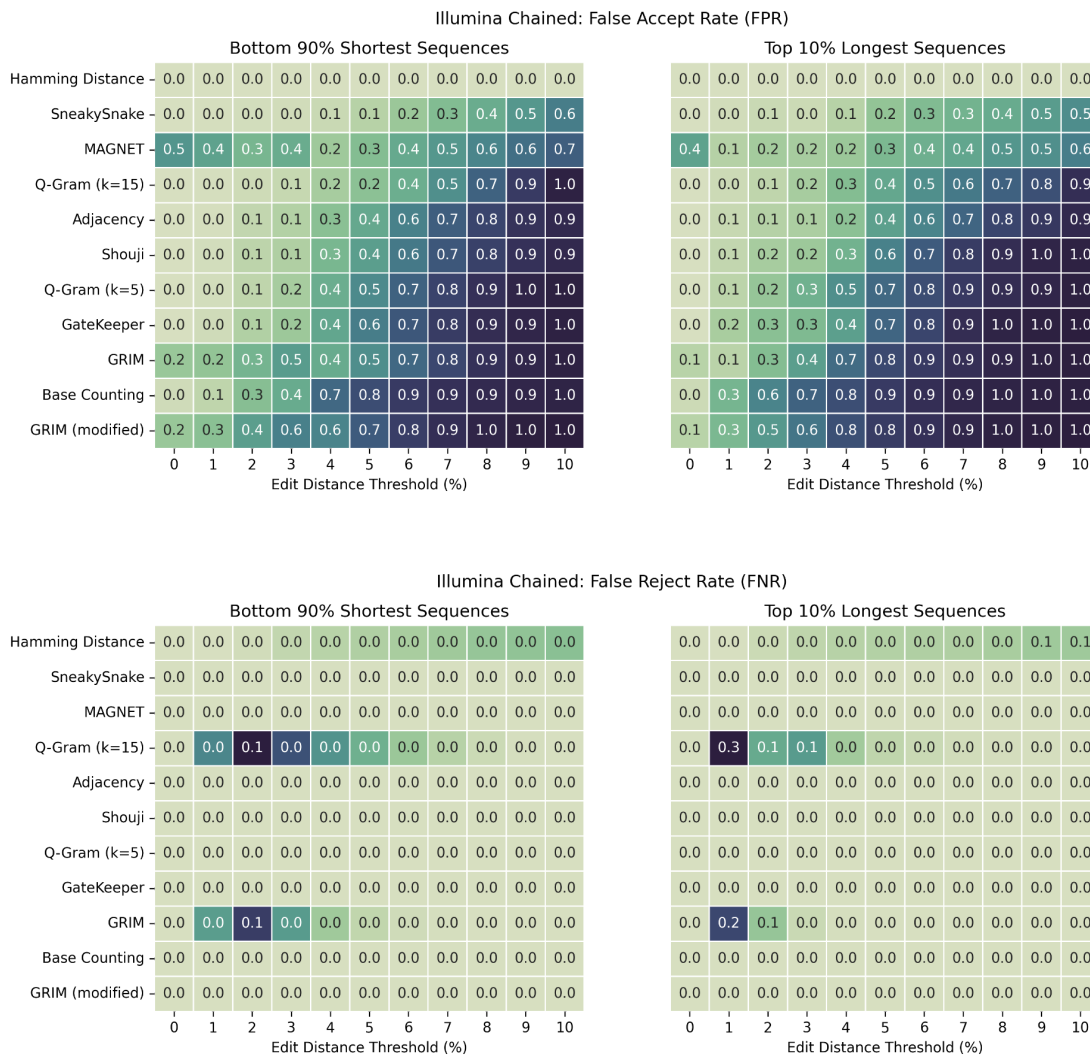 Illumina Chained: False Accept Rate (FPR)
Bottom 90% Shortest Sequences Top 10% Longest Sequences
Hamming Distance 0.0 0.0 0.0 0.0 0.0 0.0 0.0 0.0 0.0 0.0 0.0 0.0 0.0 0.0 0.0 0.0 0.0 0.0 0.0 0.0 0.0 0.0
SneakySnake 0.0 0.0 0.0 0.0 0.1 0.1 0.2 0.3 0.4 0.5 0.6 0.0 0.1 0.0 0.0 0.1 0.2 0.3 0.3 0.4 0.5 0.5
MAGNET 0.5 0.4 0.3 0.4 0.2 0.3 0.4 0.5 0.6 0.6 0.7 0.4 0.1 0.2 0.2 0.2 0.3 0.4 0.4 0.5 0.5 0.6
Q-Gram (k=15) 0.0 0.0 0.0 0.1 0.2 0.2 0.4 0.5 0.7 0.9 1.0 0.0 0.0 0.1 0.2 0.3 0.4 0.5 0.6 0.7 0.8 0.9
Adjacency 0.0 0.0 0.1 0.1 0.3 0.4 0.6 0.7 0.8 0.9 0.9 0.0 0.1 0.1 0.1 0.2 0.4 0.6 0.7 0.8 0.9 0.9
Shouji 0.0 0.0 0.1 0.1 0.3 0.4 0.6 0.7 0.8 0.9 0.9 0.0 0.1 0.2 0.2 0.3 0.6 0.7 0.8 0.9 1.0 1.0
Q-Gram (k=5) 0.0 0.0 0.1 0.2 0.4 0.5 0.7 0.8 0.9 1.0 1.0 0.0 0.1 0.2 0.3 0.5 0.7 0.8 0.9 0.9 0.9 1.0
GateKeeper 0.0 0.0 0.1 0.2 0.4 0.6 0.7 0.8 0.9 0.9 1.0 0.0 0.2 0.3 0.3 0.4 0.7 0.8 0.9 1.0 1.0 1.0
GRIM 0.2 0.2 0.3 0.5 0.4 0.5 0.7 0.8 0.9 0.9 1.0 0.1 0.1 0.3 0.4 0.7 0.8 0.9 0.9 0.9 1.0 1.0
Base Counting 0.0 0.1 0.3 0.4 0.7 0.8 0.9 0.9 0.9 0.9 1.0 0.0 0.3 0.6 0.7 0.8 0.9 0.9 0.9 1.0 1.0 1.0
GRIM (modified) 0.2 0.3 0.4 0.6 0.6 0.7 0.8 0.9 1.0 1.0 1.0 0.1 0.3 0.5 0.6 0.8 0.8 0.9 0.9 1.0 1.0 1.0
0 1 2 3 4 5 6 7 8 9 10 0 1 2 3 4 5 6 7 8 9 10
Edit Distance Threshold (%) Edit Distance Threshold (%)
Illumina Chained: False Reject Rate (FNR)
Bottom 90% Shortest Sequences Top 10% Longest Sequences
Hamming Distance 0.0 0.0 0.0 0.0 0.0 0.0 0.0 0.0 0.0 0.0 0.0 0.0 0.0 0.0 0.0 0.0 0.0 0.0 0.0 0.0 0.1 0.1
SneakySnake 0.0 0.0 0.0 0.0 0.0 0.0 0.0 0.0 0.0 0.0 0.0 0.0 0.0 0.0 0.0 0.0 0.0 0.0 0.0 0.0 0.0 0.0
MAGNET 0.0 0.0 0.0 0.0 0.0 0.0 0.0 0.0 0.0 0.0 0.0 0.0 0.0 0.0 0.0 0.0 0.0 0.0 0.0 0.0 0.0 0.0
Q-Gram (k=15) 0.0 0.0 0.1 0.0 0.0 0.0 0.0 0.0 0.0 0.0 0.0 0.0 0.3 0.1 0.1 0.0 0.0 0.0 0.0 0.0 0.0 0.0
Adjacency 0.0 0.0 0.0 0.0 0.0 0.0 0.0 0.0 0.0 0.0 0.0 0.0 0.0 0.0 0.0 0.0 0.0 0.0 0.0 0.0 0.0 0.0
Shouji 0.0 0.0 0.0 0.0 0.0 0.0 0.0 0.0 0.0 0.0 0.0 0.0 0.0 0.0 0.0 0.0 0.0 0.0 0.0 0.0 0.0 0.0
Q-Gram (k=5) 0.0 0.0 0.0 0.0 0.0 0.0 0.0 0.0 0.0 0.0 0.0 0.0 0.0 0.0 0.0 0.0 0.0 0.0 0.0 0.0 0.0 0.0
GateKeeper 0.0 0.0 0.0 0.0 0.0 0.0 0.0 0.0 0.0 0.0 0.0 0.0 0.0 0.0 0.0 0.0 0.0 0.0 0.0 0.0 0.0 0.0
GRIM 0.0 0.0 0.1 0.0 0.0 0.0 0.0 0.0 0.0 0.0 0.0 0.0 0.2 0.1 0.0 0.0 0.0 0.0 0.0 0.0 0.0 0.0
Base Counting 0.0 0.0 0.0 0.0 0.0 0.0 0.0 0.0 0.0 0.0 0.0 0.0 0.0 0.0 0.0 0.0 0.0 0.0 0.0 0.0 0.0 0.0
GRIM (modified) 0.0 0.0 0.0 0.0 0.0 0.0 0.0 0.0 0.0 0.0 0.0 0.0 0.0 0.0 0.0 0.0 0.0 0.0 0.0 0.0 0.0 0.0
0 1 2 3 4 5 6 7 8 9 10 0 1 2 3 4 5 6 7 8 9 10
Edit Distance Threshold (%) Edit Distance Threshold (%)